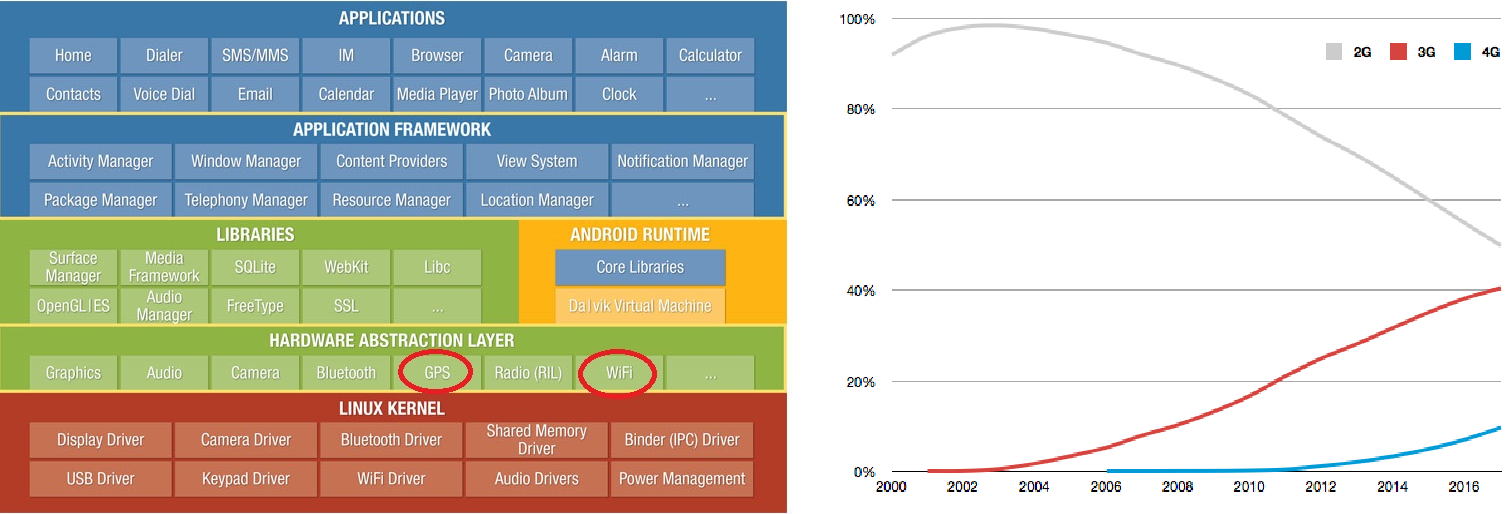 APPLICATIONS
Home Dialer SMS/MMS IM Browser Camera Alarm Calculator
Contacts Voice Dial Email Calendar Media Player Photo Album Clock ...
APPLICATION FRAMEWORK
Activity Manager Window Manager Content Providers View System Notification Manager
Package Manager Telephony Manager Resource Manager Location Manager ...
LIBRARIES
Surface
Manager
Media
Framework
SQLite WebKit Libc
OpenGL|ES
Audio
Manager
FreeType SSL ...
ANDROID RUNTIME
Core Libraries
Da|vik Virtual Machine
HARDWARE ABSTRACTION LAYER
Graphics Audio Camera Bluetooth GPS Radio (RIL) WiFi ...
LINUX KERNEL
Display Driver Camera Driver Bluetooth Driver
Shared Memory
Driver
Binder (IPC) Driver
USB Driver Keypad Driver WiFi Driver Audio Drivers Power Management
100%
2G 3G 4G
80%
60%
40%
20%
0%
2000 2002 2004 2006 2008 2010 2012 2014 2016